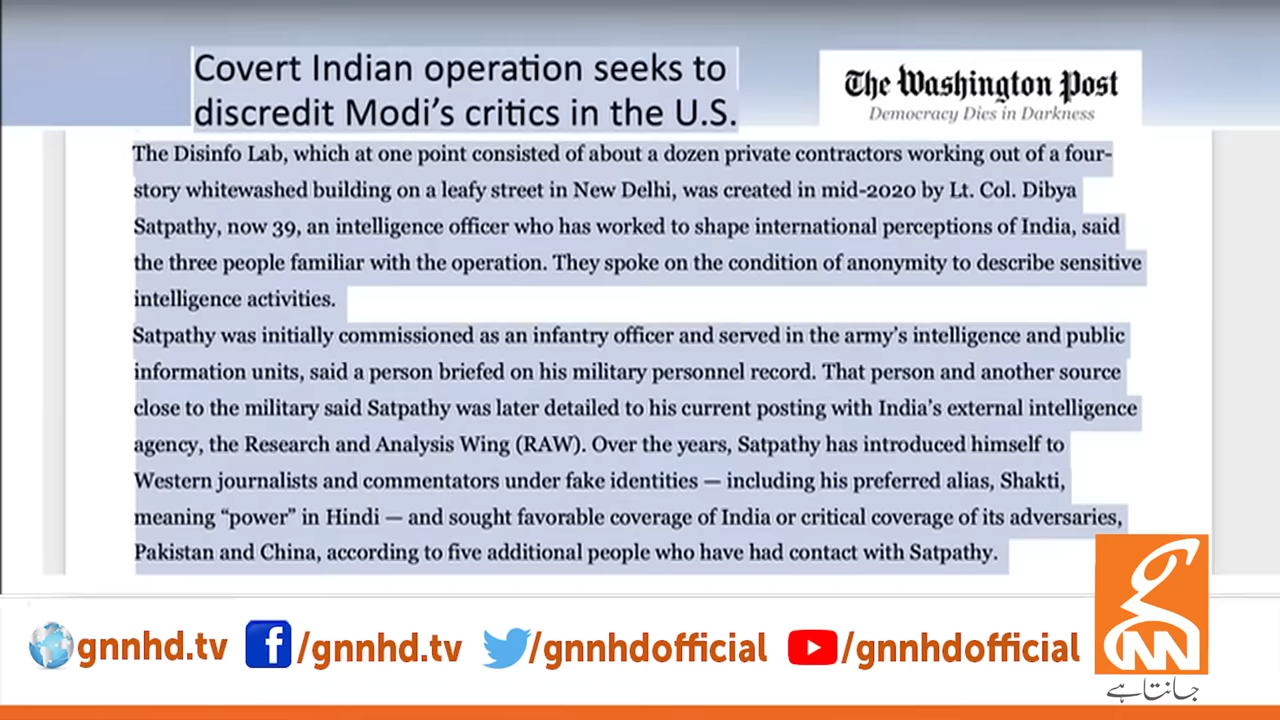 Covert Indian operation seeks to
discredit Modi's critics in the U.S.
The Washington Post
Democracy Dies in Darkness
The Disinfo Lab, which at one point consisted of about a dozen private contractors working out of a four-
story whitewashed building on a leafy street in New Delhi, was created in mid-2020 by Lt. Col. Dibya
Satpathy, now 39, an intelligence officer who has worked to shape international perceptions of India, said
the three people familiar with the operation. They spoke on the condition of anonymity to describe sensitive
intelligence activities.
Satpathy was initially commissioned as an infantry officer and served in the army's intelligence and public
information units, said a person briefed on his military personnel record. That person and another source
close to the military said Satpathy was later detailed to his current posting with India's external intelligence
agency, the Research and Analysis Wing (RAW). Over the years, Satpathy has introduced himself to
Western journalists and commentators under fake identities — including his preferred alias, Shakti,
meaning “power” in Hindi — and sought favorable coverage of India or critical coverage of its adversaries,
Pakistan and China, according to five additional people who have had contact with Satpathy.
gnnhd.tv f /gnnhd.tv /gnnhdofficial /gnnhdofficial
GNN
جانتا ہے